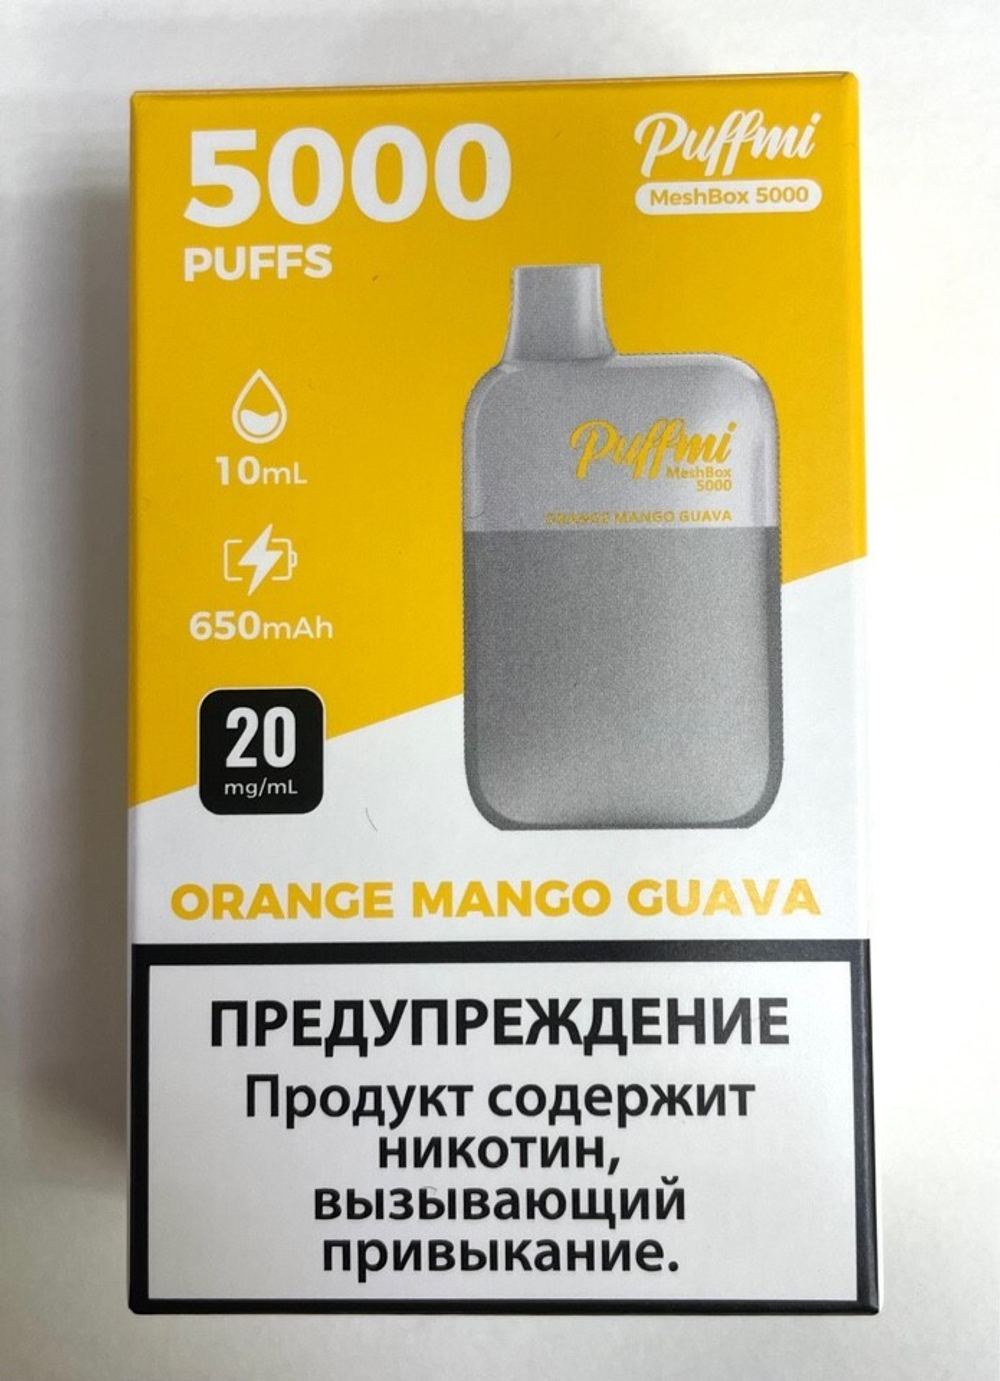 5000
PUFFS
Puffmi
MeshBox 5000
10mL
650mAh
20
mg/mL
Puffmi
MeshBox
5000
ORANGE MANGO GUAVA
ORANGE MANGO GUAVA
ПРЕДУПРЕЖДЕНИЕ
Продукт содержит
никотин,
вызывающий
привыкание.